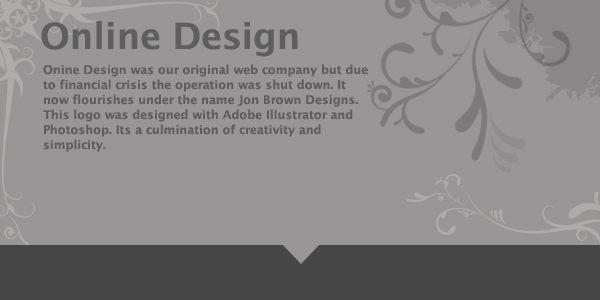 Online Design
Onine Design was our original web company but due
to financial crisis the operation was shut down. It
now flourishes under the name Jon Brown Designs.
This logo was designed with Adobe Illustrator and
Photoshop. Its a culmination of creativity and
simplicity.